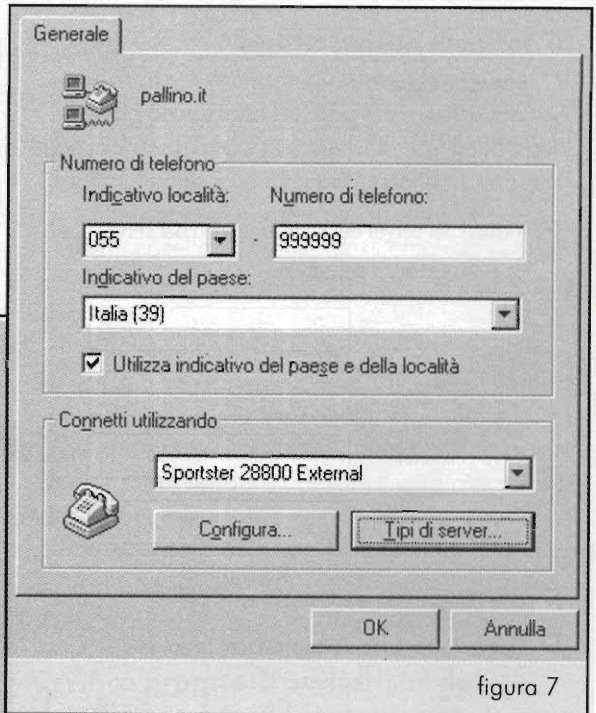 Generale
pallino.it
Numero di telefono
Indicativo località: Numero di telefono:
055 - 999999
Indicativo del paese:
Italia (39)
Utilizza indicativo del paese e della località
Connetti utilizzando
Sportster 28800 External
Configura... Tipi di server...
OK Annulla
figura 7